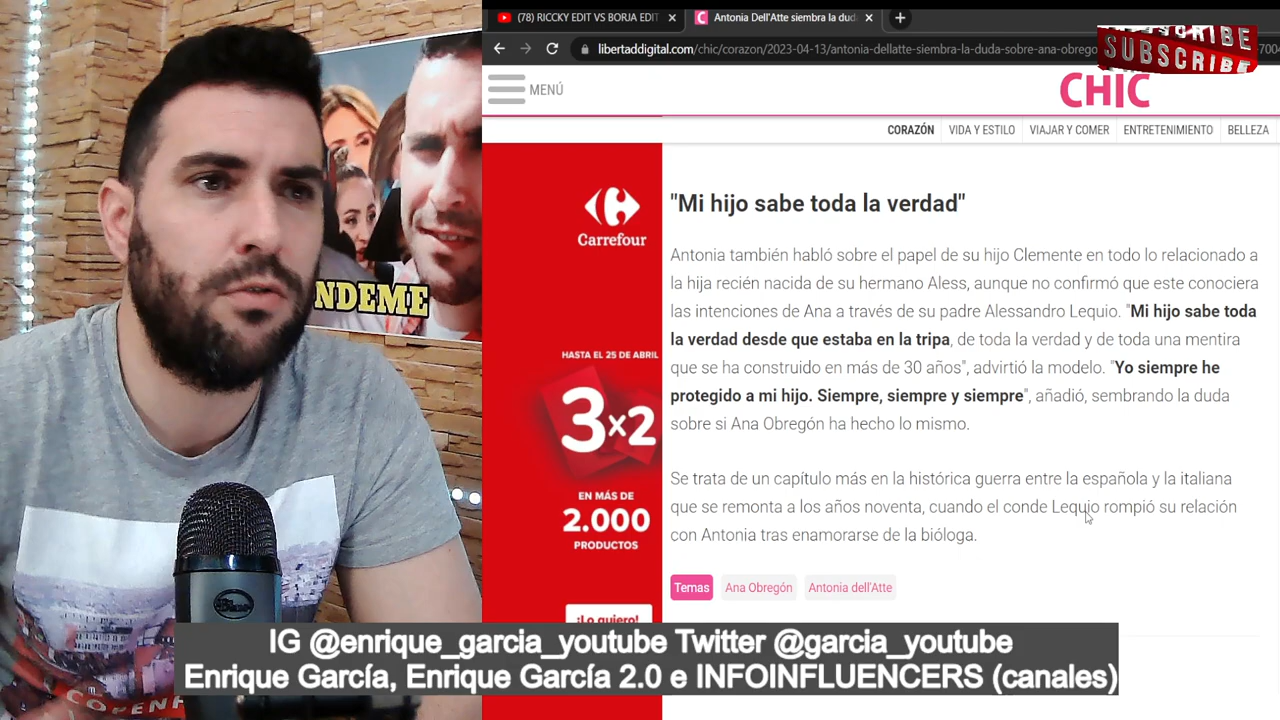 (78) RICCKY EDIT VS BORJA EDIT
Antonia Dell'Atte siembra la dud
libertaddigital.com/chic/corazon/2023-04-13/antonia-dellatte-siembra-la-duda-sobre-ana-obrego
SUBSCRIBE
SUBSCRIBE
MENÚ
CHIC
CORAZÓN
VIDA Y ESTILO
VIAJAR Y COMER
ENTRETENIMIENTO
BELLEZA
NDEME
Carrefour
HASTA EL 25 DE ABRIL
3x2
EN MÁS DE
2.000
PRODUCTOS
¡Lo quiero!
"Mi hijo sabe toda la verdad"
Antonia también habló sobre el papel de su hijo Clemente en todo lo relacionado a
la hija recién nacida de su hermano Aless, aunque no confirmó que este conociera
las intenciones de Ana a través de su padre Alessandro Lequio. "Mi hijo sabe toda
la verdad desde que estaba en la tripa, de toda la verdad y de toda una mentira
que se ha construido en más de 30 años", advirtió la modelo. "Yo siempre he
protegido a mi hijo. Siempre, siempre y siempre", añadió, sembrando la duda
sobre si Ana Obregón ha hecho lo mismo.
Se trata de un capítulo más en la histórica guerra entre la española y la italiana
que se remonta a los años noventa, cuando el conde Lequio rompió su relación
con Antonia tras enamorarse de la bióloga.
Temas
Ana Obregón
Antonia dell'Atte
IG @enrique_garcia_youtube Twitter @garcia_youtube
Enrique García, Enrique García 2.0 e INFOINFLUENCERS (canales)